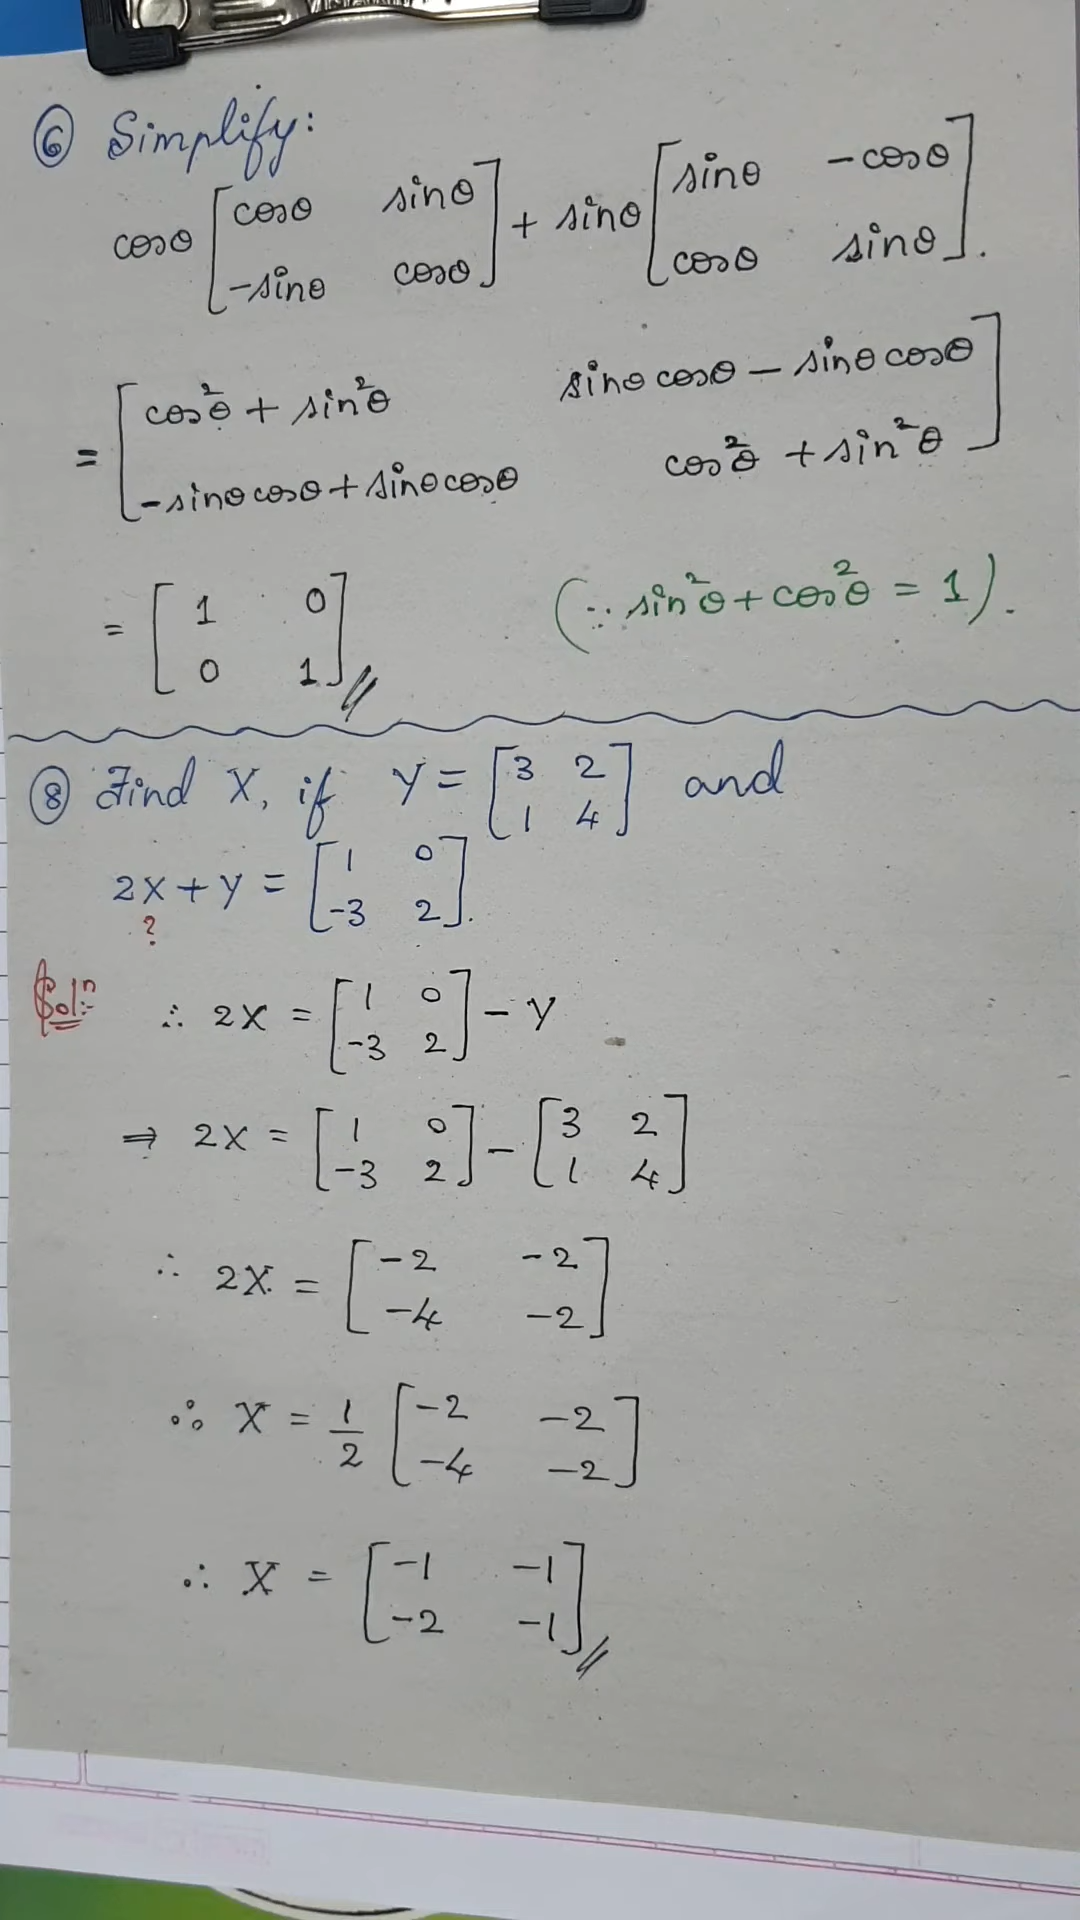 ⑥ Simplify:
cosθ [cosθ sinθ
-sinθ cosθ] + sinθ [sinθ -cosθ
cosθ sinθ].
= [cos²θ + sin²θ sinθ cosθ - sinθ cosθ
-sinθ cosθ + sinθ cosθ cos²θ + sin²θ]
= [1 0
0 1] (∵ sin²θ + cos²θ = 1).
⑧ Find X, if Y = [3 2
1 4] and
2X + Y = [1 0
-3 2].
?
Solⁿ:- ∴ 2X = [1 0
-3 2] - Y
⇒ 2X = [1 0
-3 2] - [3 2
1 4]
∴ 2X = [-2 -2
-4 -2]
∴ X = 1/2 [-2 -2
-4 -2]
∴ X = [-1 -1
-2 -1]